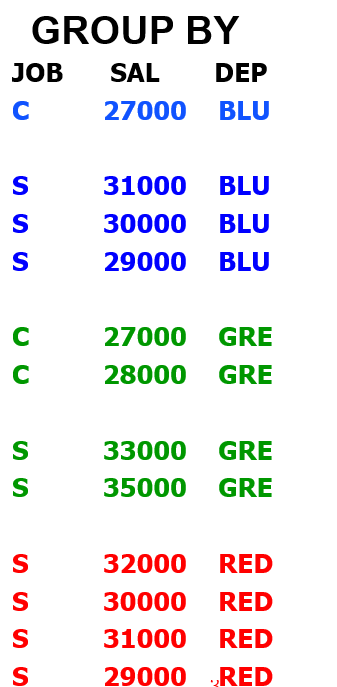 GROUP BY
JOB SAL DEP
C 27000 BLU
S 31000 BLU
S 30000 BLU
S 29000 BLU
C 27000 GRE
C 28000 GRE
S 33000 GRE
S 35000 GRE
S 32000 RED
S 30000 RED
S 31000 RED
S 29000 RED